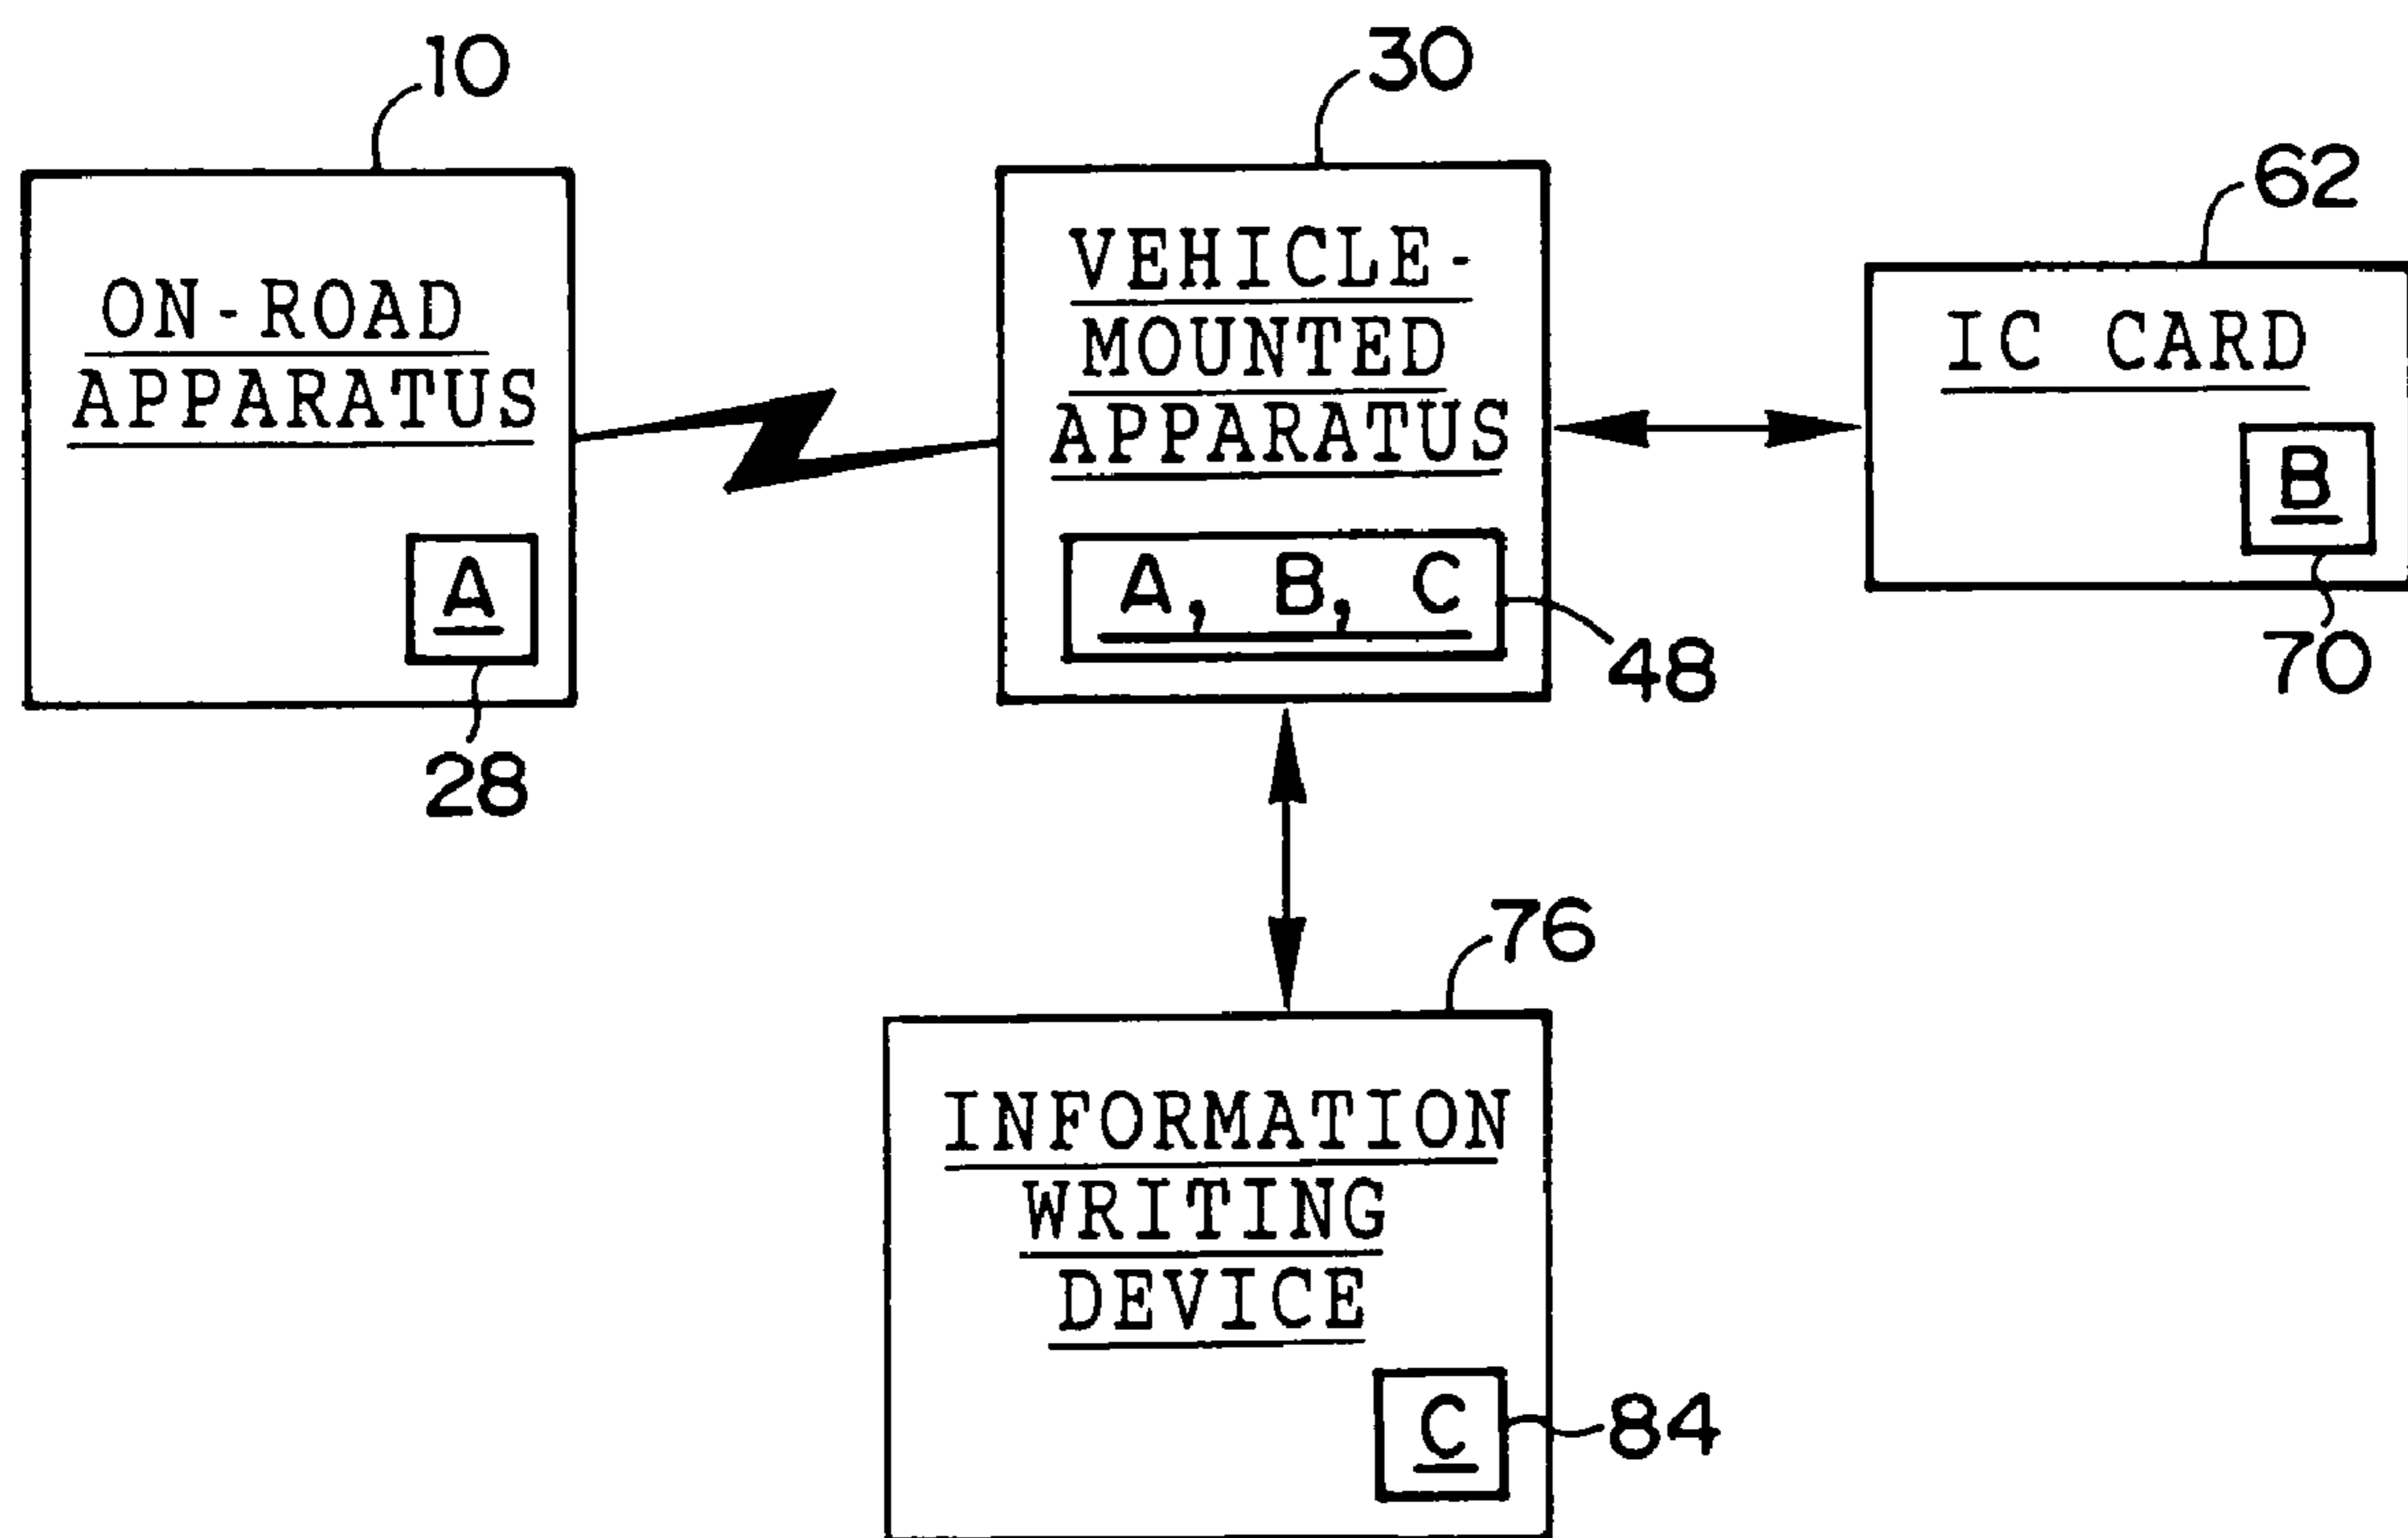 10
30
62
ON-ROAD
APPARATUS
A
28
VEHICLE-
MOUNTED
APPARATUS
A, B, C
48
IC CARD
B
70
76
INFORMATION
WRITING
DEVICE
C
84